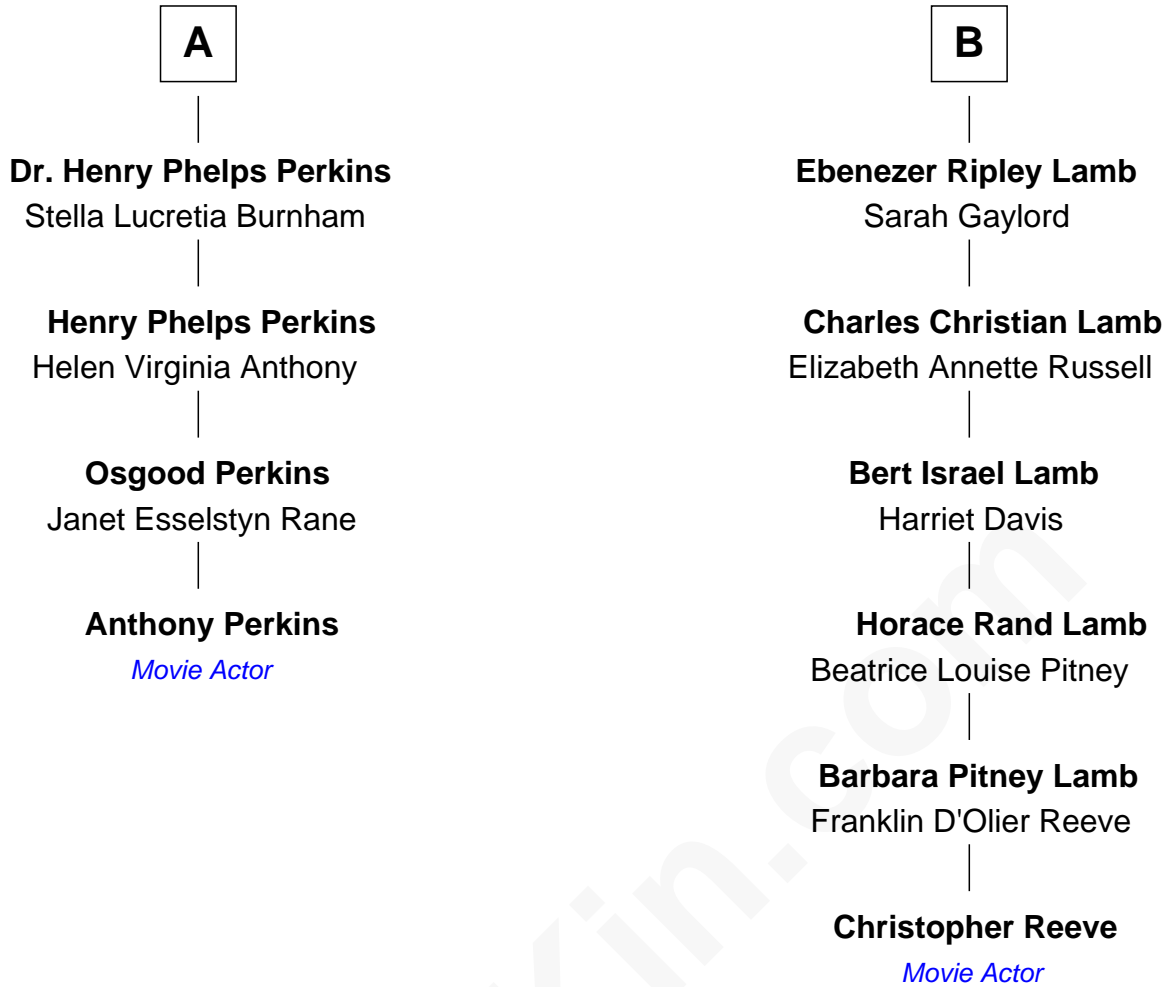 A
Dr. Henry Phelps Perkins
Stella Lucretia Burnham
Henry Phelps Perkins
Helen Virginia Anthony
Osgood Perkins
Janet Esselstyn Rane
Anthony Perkins
Movie Actor
B
Ebenezer Ripley Lamb
Sarah Gaylord
Charles Christian Lamb
Elizabeth Annette Russell
Bert Israel Lamb
Harriet Davis
Horace Rand Lamb
Beatrice Louise Pitney
Barbara Pitney Lamb
Franklin D'Olier Reeve
Christopher Reeve
Movie Actor